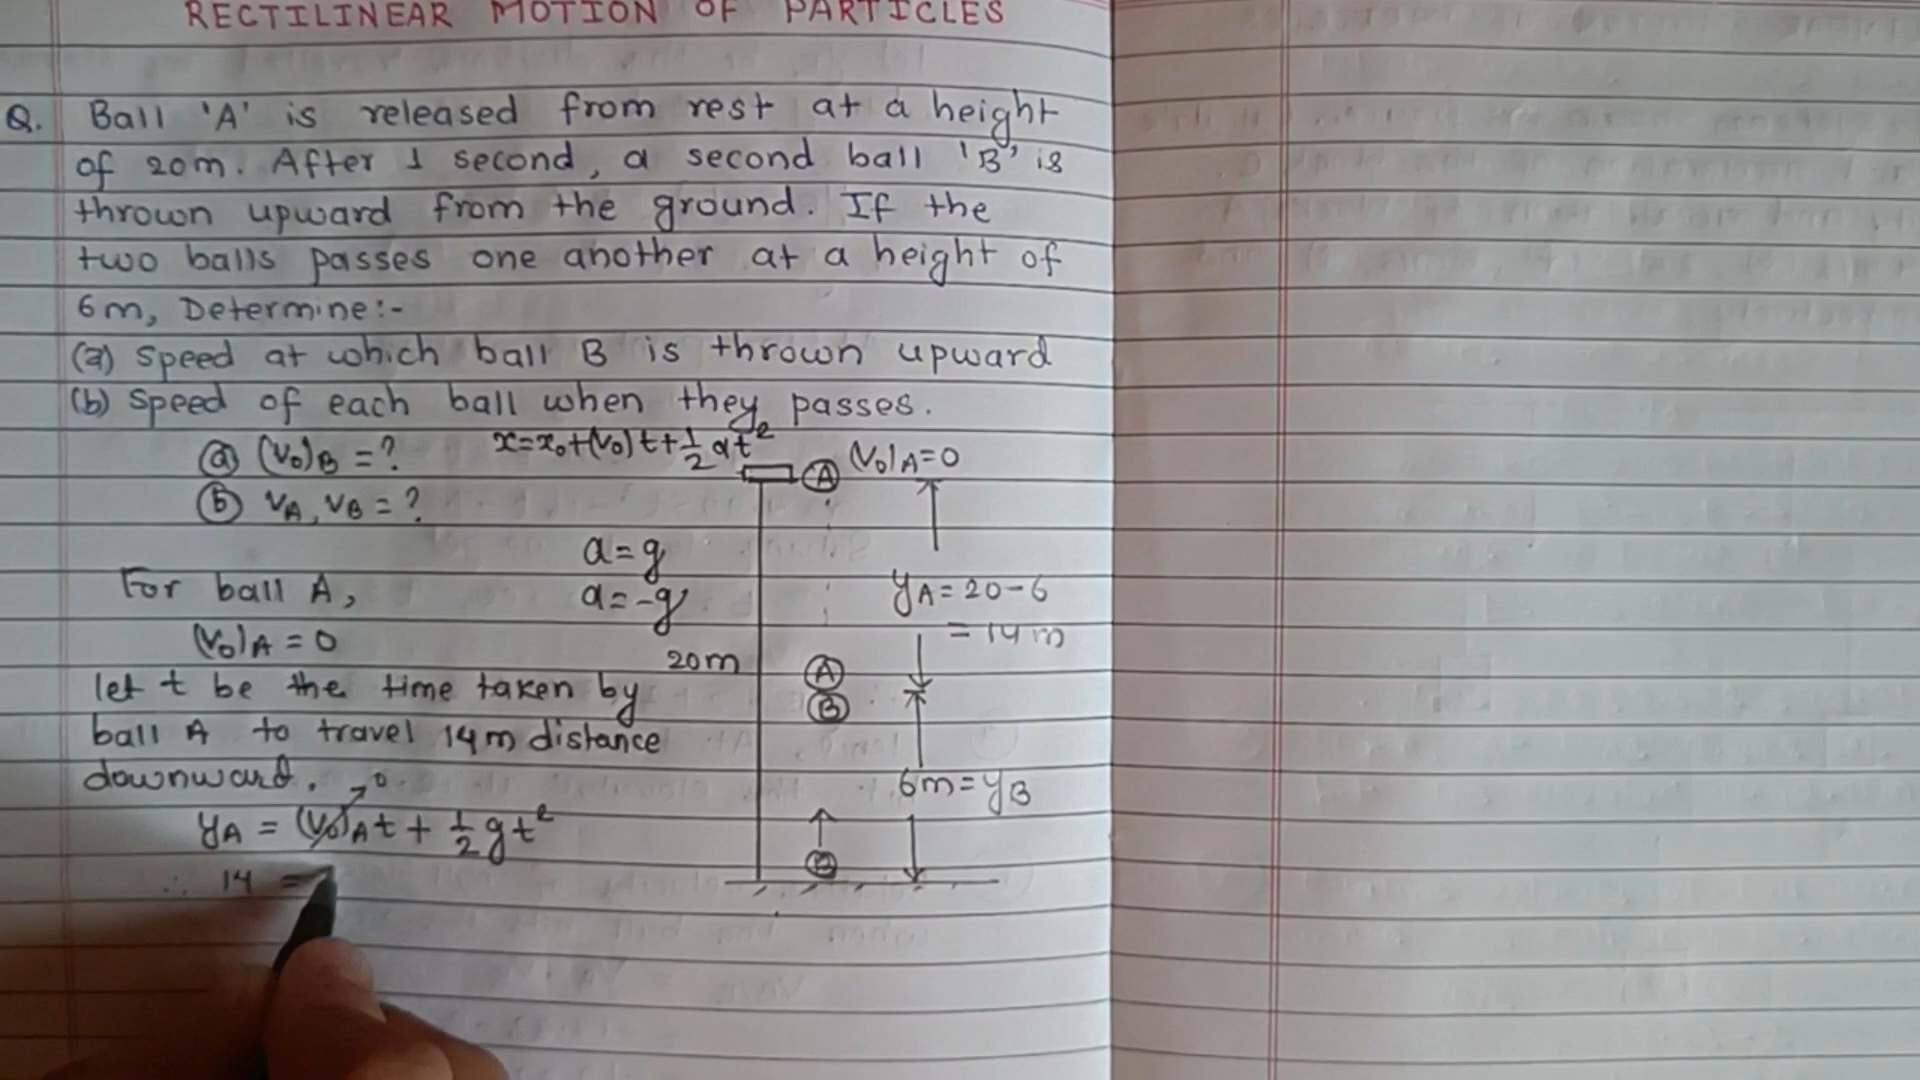 RECTILINEAR MOTION OF PARTICLES
Q. Ball 'A' is released from rest at a height
of 20m. After 1 second, a second ball 'B' is
thrown upward from the ground. If the
two balls passes one another at a height of
6m, Determine:-
(a) Speed at which ball B is thrown upward
(b) Speed of each ball when they passes.
(a) (V₀)B = ?
x=x₀+(V₀)t+½at²
(b) VA, VB = ?
a=g
For ball A,
a=-g
(V₀)A = 0
let t be the time taken by
ball A to travel 14m distance
downward.
0
yA = (V₀)At + ½gt²
∴ 14 =
A (V₀)A=0
yA = 20-6
= 14m
20m
A
B
6m=yB
B